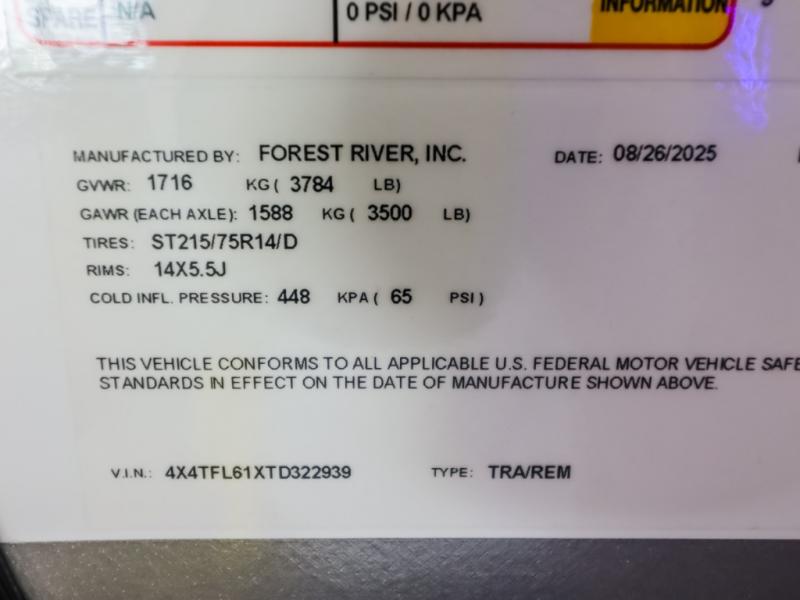 SPARE N/A 0 PSI / 0 KPA INFORMATION
MANUFACTURED BY: FOREST RIVER, INC. DATE: 08/26/2025
GVWR: 1716 KG ( 3784 LB)
GAWR (EACH AXLE): 1588 KG ( 3500 LB)
TIRES: ST215/75R14/D
RIMS: 14X5.5J
COLD INFL. PRESSURE: 448 KPA ( 65 PSI )
THIS VEHICLE CONFORMS TO ALL APPLICABLE U.S. FEDERAL MOTOR VEHICLE SAFE
STANDARDS IN EFFECT ON THE DATE OF MANUFACTURE SHOWN ABOVE.
V.I.N.: 4X4TFL61XTD322939 TYPE: TRA/REM